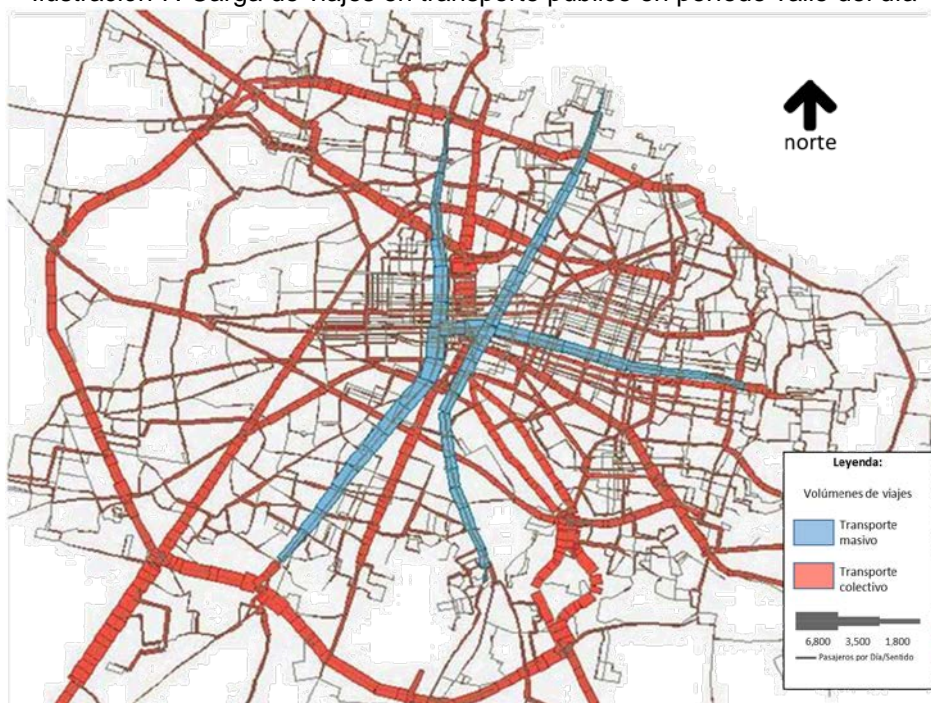 Ilustración 7. Carga de viajes en transporte público en periodo valle del día
norte
Leyenda:
Volúmenes de viajes
Transporte
masivo
Transporte
colectivo
6,800 3,500 1,800
Pasajeros por Día/Sentido